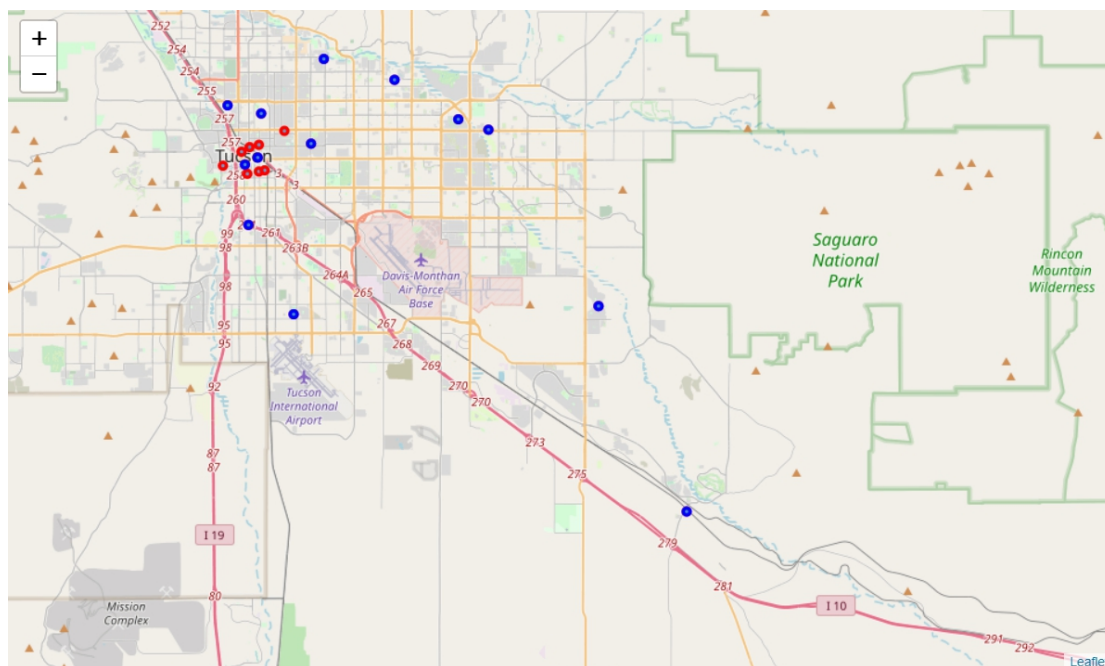 +
−
252
254
254
255
257
257
Tucson
258
3
3
260
99
261
98
263B
98
264A
265
Davis-Monthan
Air Force
Base
Saguaro
National
Park
Rincon
Mountain
Wilderness
95
95
267
268
269
270
270
92
Tucson
International
Airport
87
87
273
275
I 19
279
281
80
Mission
Complex
I 10
291
292
Leafle